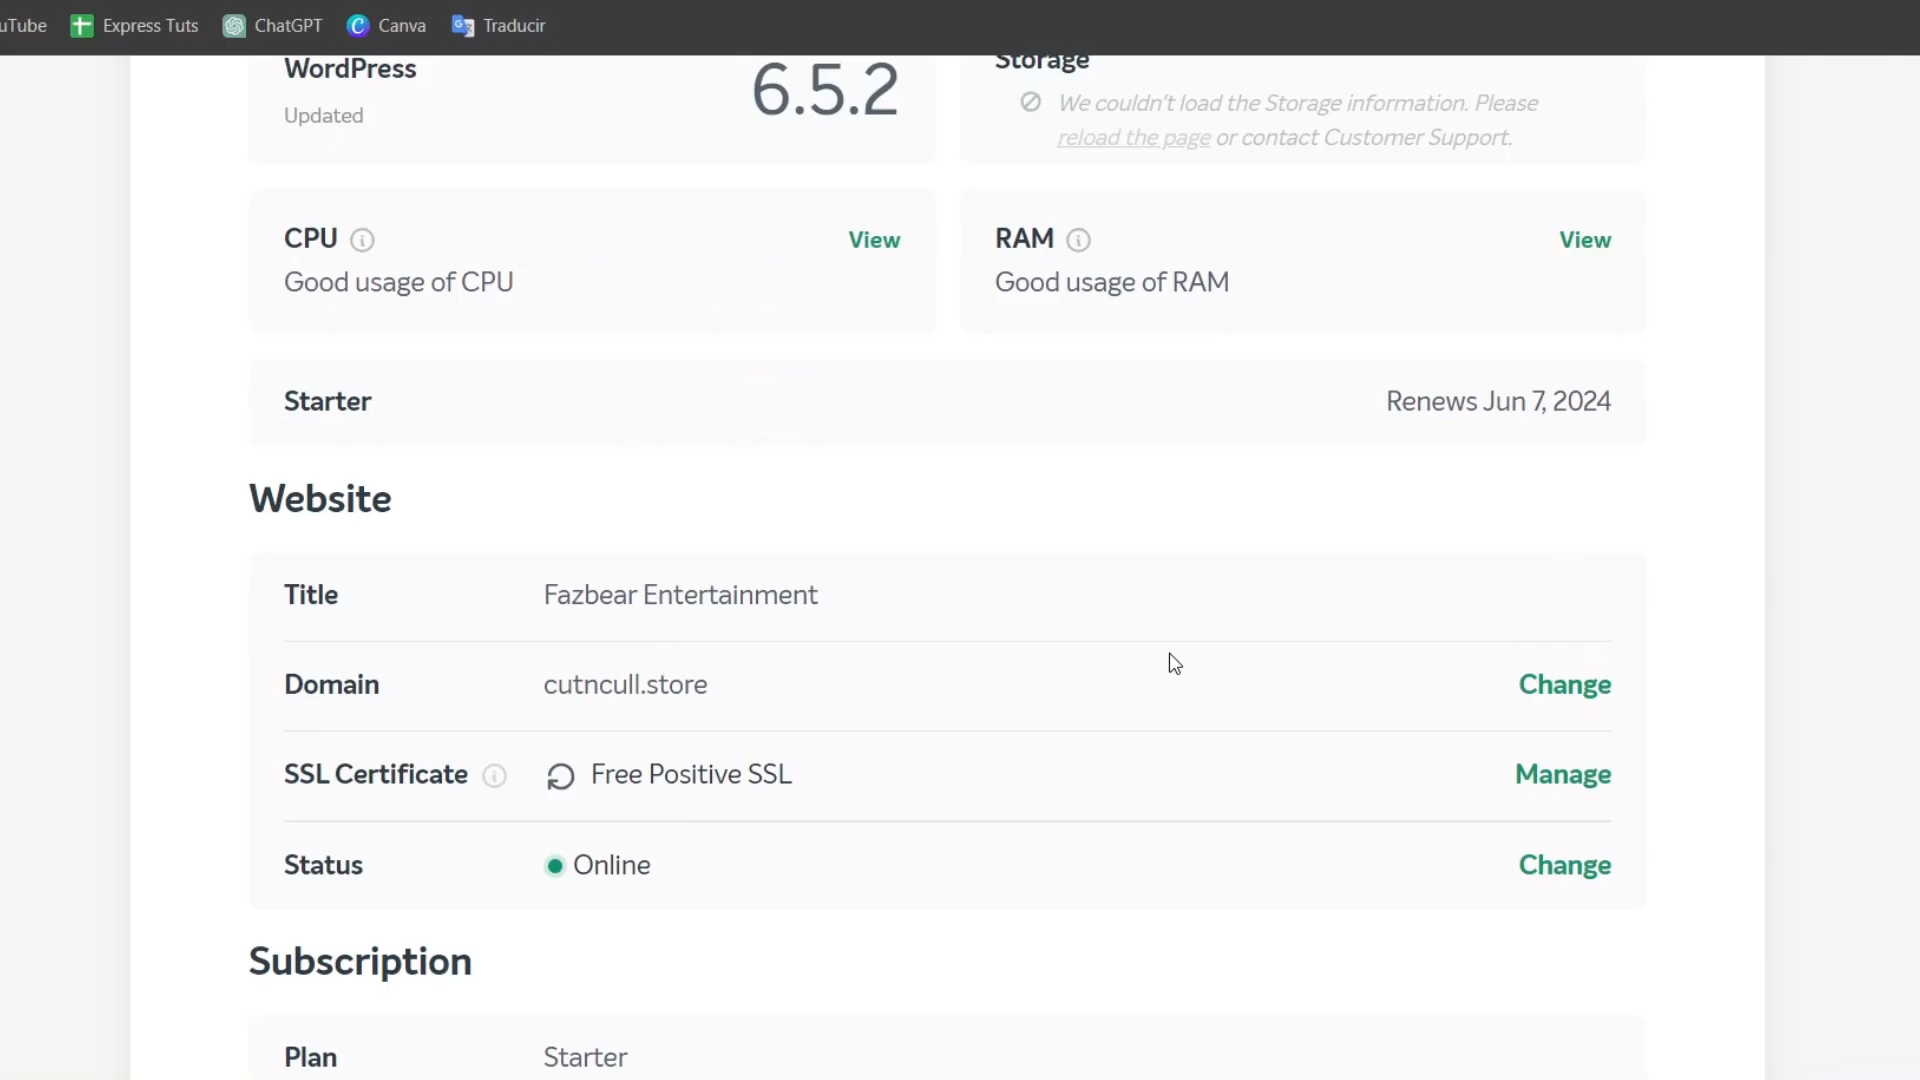 uTube Express Tuts ChatGPT Canva Traducir
WordPress
Updated
6.5.2
Storage
We couldn't load the Storage information. Please
reload the page or contact Customer Support.
CPU View
Good usage of CPU
RAM View
Good usage of RAM
Starter Renews Jun 7, 2024
Website
Title Fazbear Entertainment
Domain cutncull.store Change
SSL Certificate Free Positive SSL Manage
Status Online Change
Subscription
Plan Starter